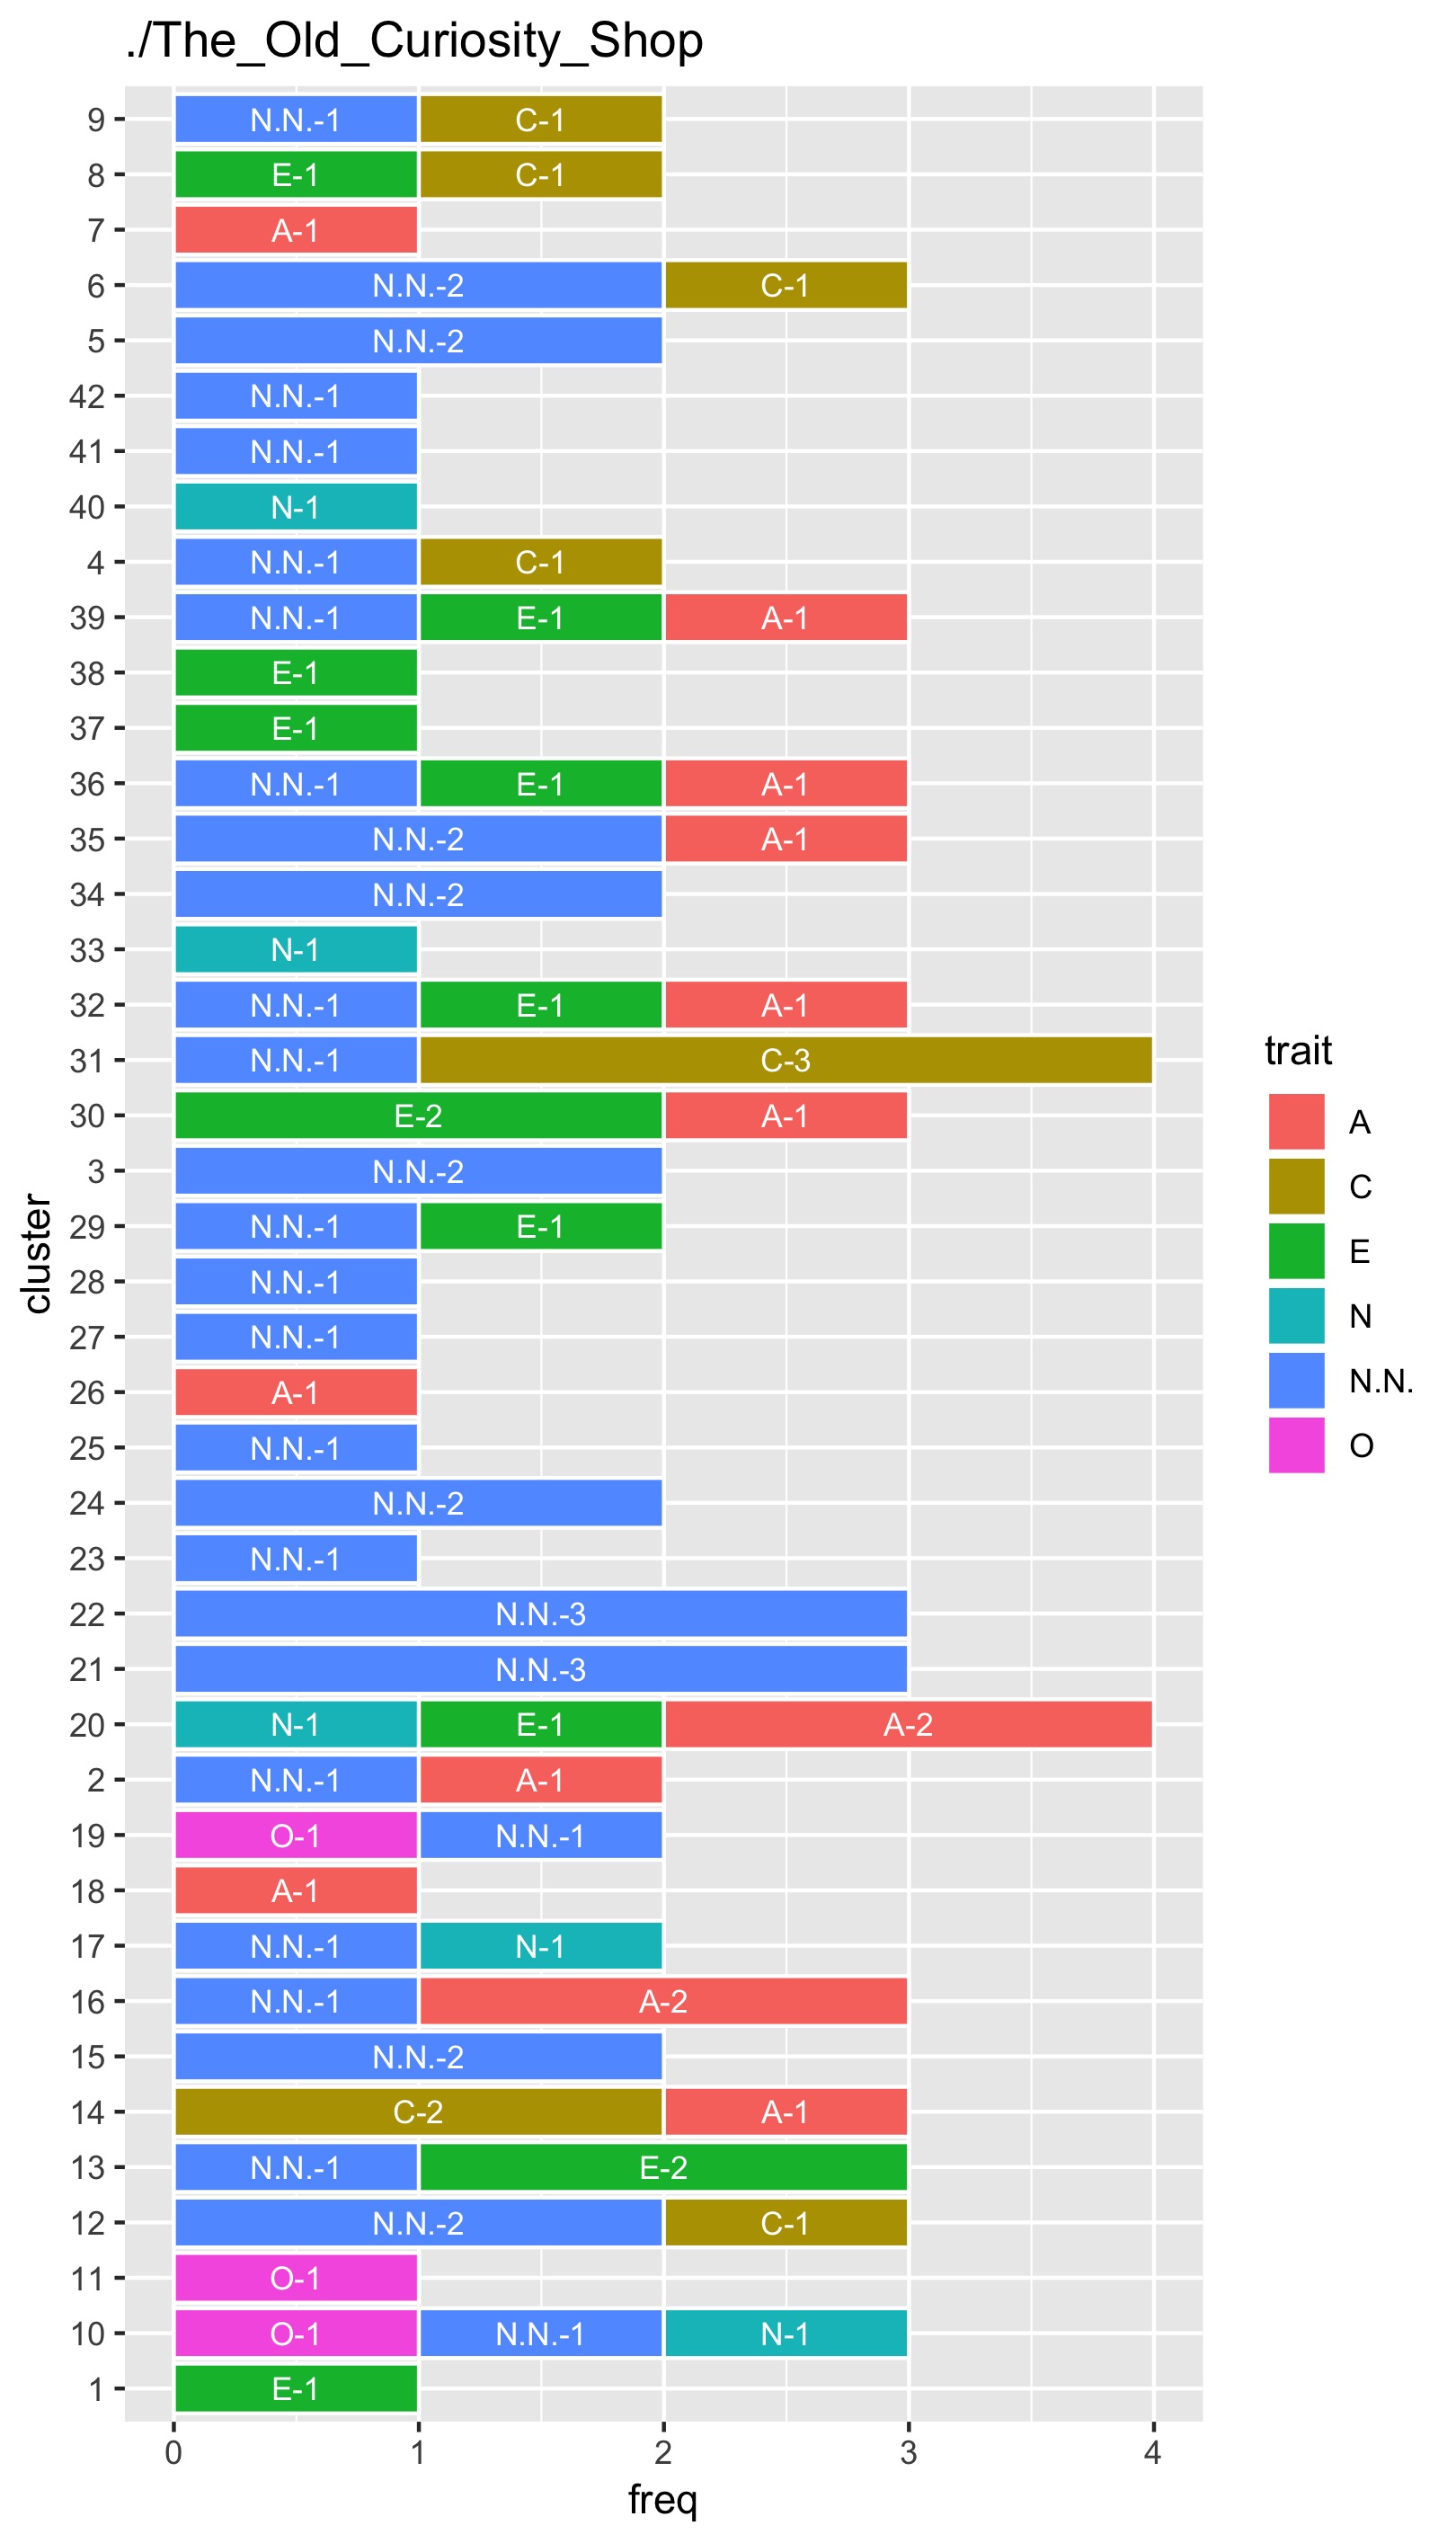 ./The_Old_Curiosity_Shop
9 N.N.-1 C-1
8 E-1 C-1
7 A-1
6 N.N.-2 C-1
5 N.N.-2
42 N.N.-1
41 N.N.-1
40 N-1
4 N.N.-1 C-1
39 N.N.-1 E-1 A-1
38 E-1
37 E-1
36 N.N.-1 E-1 A-1
35 N.N.-2 A-1
34 N.N.-2
33 N-1
32 N.N.-1 E-1 A-1
31 N.N.-1 C-3
30 E-2 A-1
3 N.N.-2
29 N.N.-1 E-1
28 N.N.-1
27 N.N.-1
26 A-1
25 N.N.-1
24 N.N.-2
23 N.N.-1
22 N.N.-3
21 N.N.-3
20 N-1 E-1 A-2
2 N.N.-1 A-1
19 O-1 N.N.-1
18 A-1
17 N.N.-1 N-1
16 N.N.-1 A-2
15 N.N.-2
14 C-2 A-1
13 N.N.-1 E-2
12 N.N.-2 C-1
11 O-1
10 O-1 N.N.-1 N-1
1 E-1
0 1 2 3 4
freq
cluster
trait
A
C
E
N
N.N.
O